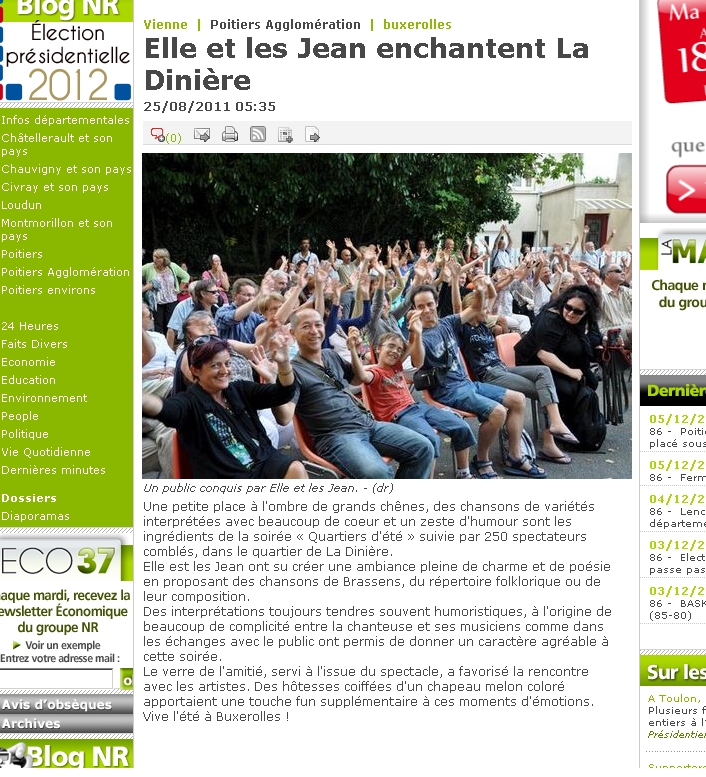 Blog NR
Élection
présidentielle
2012
Infos départementales
Châtellerault et son
pays
Chauvigny et son pays
Civray et son pays
Loudun
Montmorillon et son
pays
Poitiers
Poitiers Agglomération
Poitiers environs
24 Heures
Faits Divers
Economie
Education
Environnement
People
Politique
Vie Quotidienne
Dernières minutes
Dossiers
Diaporamas
ECO 37
aque mardi, recevez la
ewsletter Économique
du groupe NR
Voir un exemple
Entrez votre adresse mail :
Avis d'obsèques
Archives
Blog NR
Vienne | Poitiers Agglomération | buxerolles
Elle et les Jean enchantent La
Dinière
25/08/2011 05:35
(0)
Un public conquis par Elle et les Jean. - (dr)
Une petite place à l'ombre de grands chênes, des chansons de variétés
interprétées avec beaucoup de coeur et un zeste d'humour sont les
ingrédients de la soirée « Quartiers d'été » suivie par 250 spectateurs
comblés, dans le quartier de La Dinière.
Elle est les Jean ont su créer une ambiance pleine de charme et de poésie
en proposant des chansons de Brassens, du répertoire folklorique ou de
leur composition.
Des interprétations toujours tendres souvent humoristiques, à l'origine de
beaucoup de complicité entre la chanteuse et ses musiciens comme dans
les échanges avec le public ont permis de donner un caractère agréable à
cette soirée.
Le verre de l'amitié, servi à l'issue du spectacle, a favorisé la rencontre
avec les artistes. Des hôtesses coiffées d'un chapeau melon coloré
apportaient une touche fun supplémentaire à ces moments d'émotions.
Vive l'été à Buxerolles !
Ma
18
que
LA
MA
Chaque m
du grou
Dernière
05/12/2
86 - Poitie
placé sous
05/12/2
86 - Ferm
04/12/2
86 - Lenc
départeme
03/12/2
86 - Elect
passe pas
03/12/2
86 - BASK
(85-80)
Sur les
A Toulon,
Plusieurs f
entiers à l'
Présidentiel